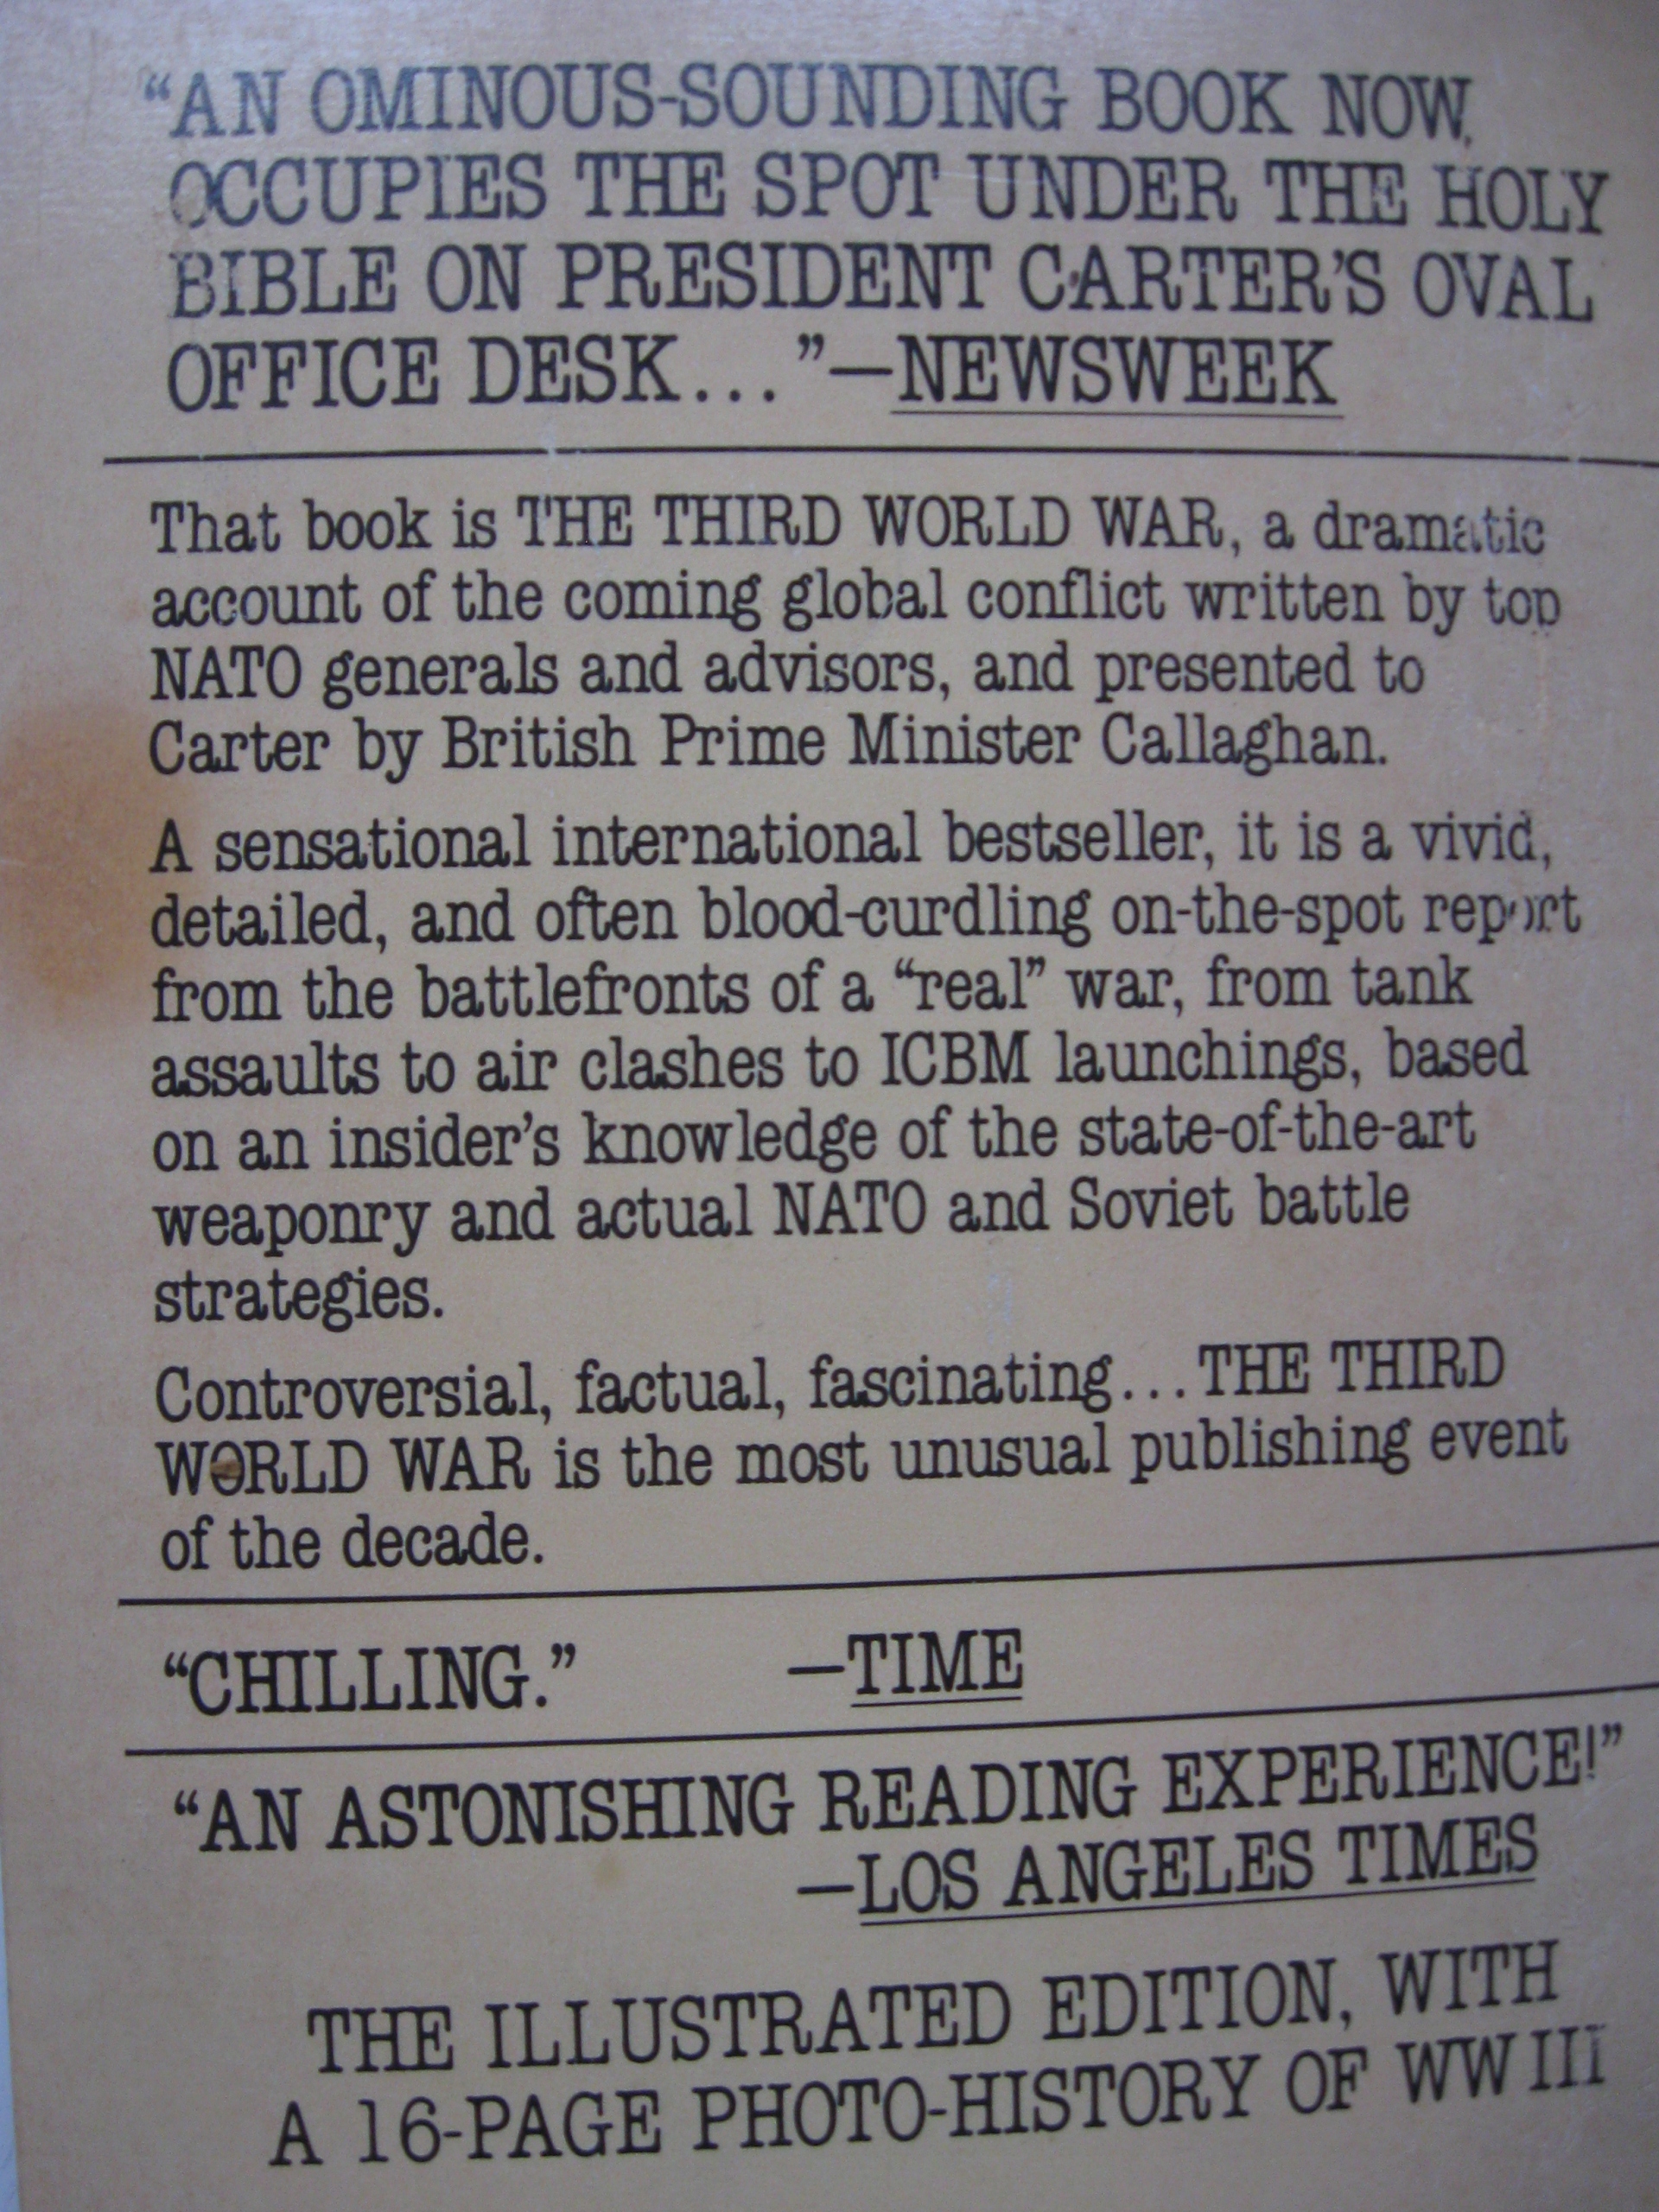 “AN OMINOUS-SOUNDING BOOK NOW
OCCUPIES THE SPOT UNDER THE HOLY
BIBLE ON PRESIDENT CARTER’S OVAL
OFFICE DESK...”—NEWSWEEK
That book is THE THIRD WORLD WAR, a dramatic
account of the coming global conflict written by top
NATO generals and advisors, and presented to
Carter by British Prime Minister Callaghan.
A sensational international bestseller, it is a vivid,
detailed, and often blood-curdling on-the-spot report
from the battlefronts of a “real” war, from tank
assaults to air clashes to ICBM launchings, based
on an insider’s knowledge of the state-of-the-art
weaponry and actual NATO and Soviet battle
strategies.
Controversial, factual, fascinating...THE THIRD
WORLD WAR is the most unusual publishing event
of the decade.
“CHILLING.” —TIME
“AN ASTONISHING READING EXPERIENCE!”
—LOS ANGELES TIMES
THE ILLUSTRATED EDITION, WITH
A 16-PAGE PHOTO-HISTORY OF WW III